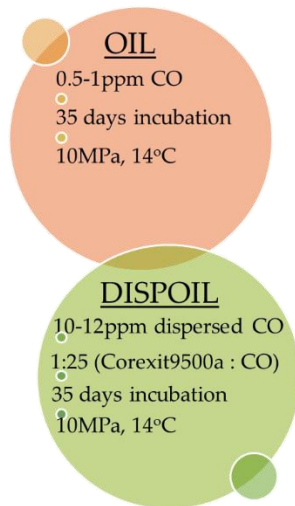 OIL
0.5-1ppm CO
35 days incubation
10MPa, 14°C
DISPOIL
10-12ppm dispersed CO
1:25 (Corexit9500a : CO)
35 days incubation
10MPa, 14°C